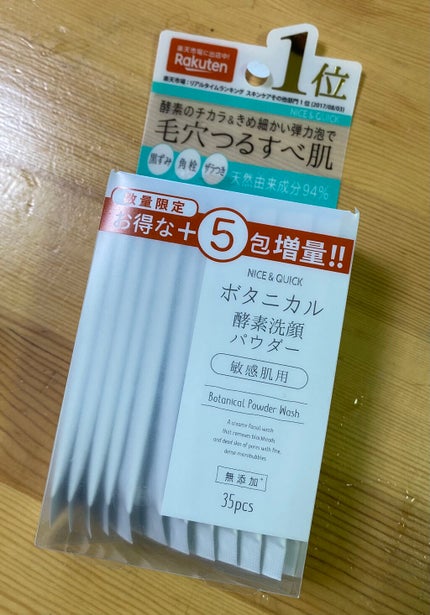 楽天市場に出店中!
Rakuten
1位
楽天市場:リアルタイムランキング スキンケアその他部門1位(2017/08/03)
NICE & QUICK
酵素のチカラ&きめ細かい弾力泡で
毛穴つるすべ肌
黒ずみ 角栓 ザラつき
天然由来成分94%
数量限定
お得な+5包増量!!
NICE & QUICK
ボタニカル
酵素洗顔
パウダー
敏感肌用
Botanical Powder Wash
A enzyme facial wash
that removes blackheads
and dead skin of pores with fine,
dense microbubbles
無添加*
35pcs